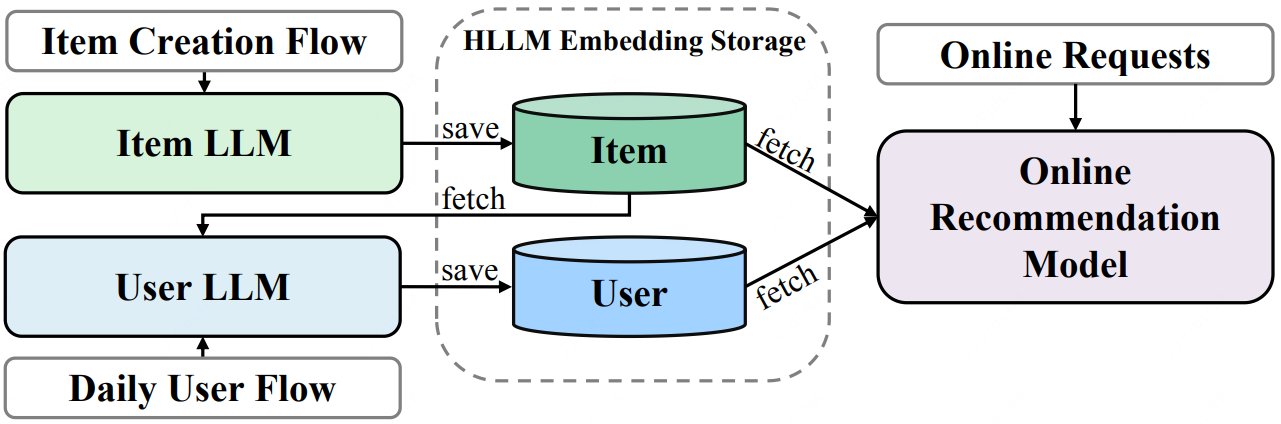 Item Creation Flow
HLLM Embedding Storage
Online Requests
Item LLM
save
Item
fetch
Online
Recommendation
Model
fetch
User LLM
save
User
fetch
Daily User Flow